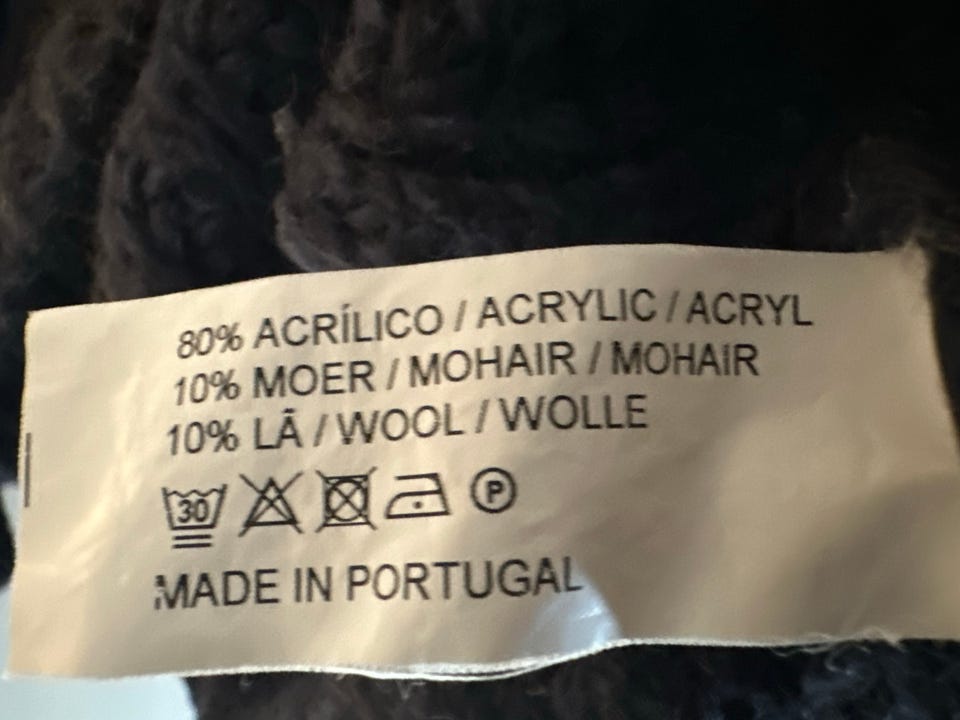 80% ACRÍLICO / ACRYLIC / ACRYL
10% MOER / MOHAIR / MOHAIR
10% LÃ / WOOL / WOLLE
30 P
MADE IN PORTUGAL